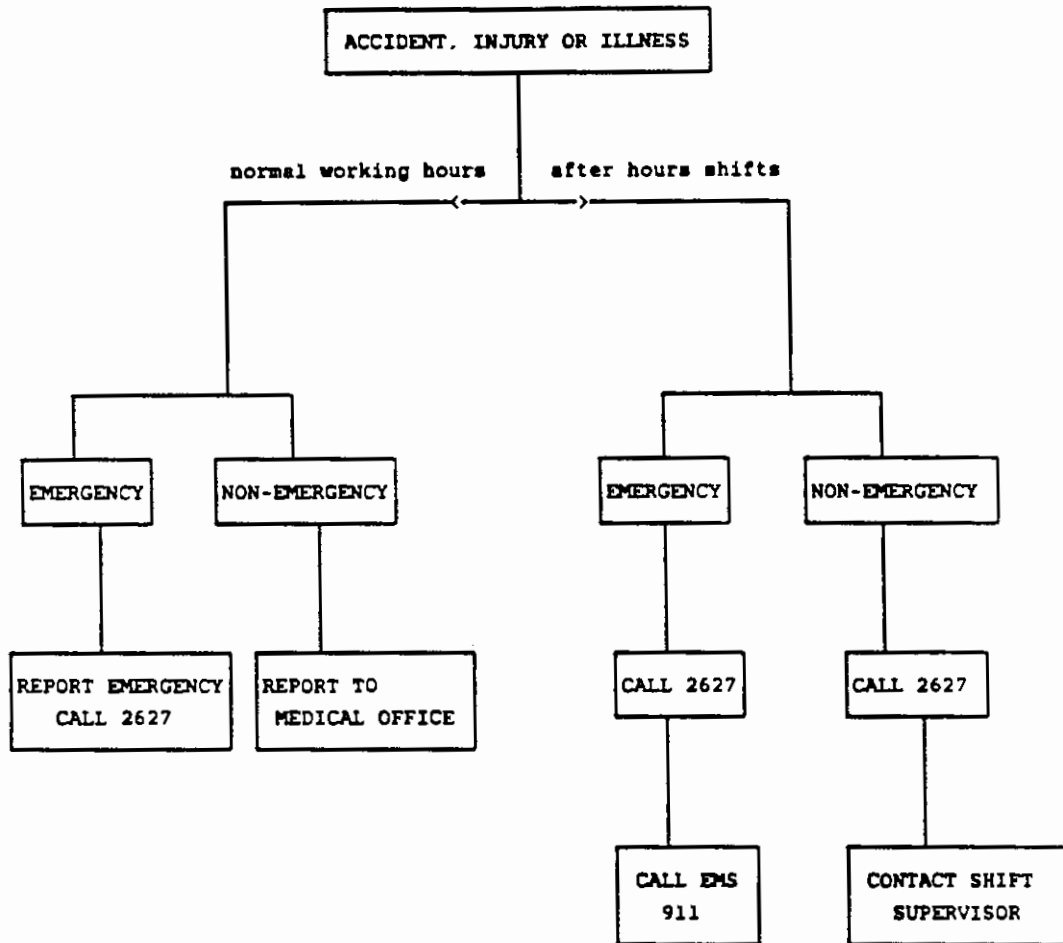 ACCIDENT, INJURY OR ILLNESS
normal working hours
after hours shifts
EMERGENCY
NON-EMERGENCY
EMERGENCY
NON-EMERGENCY
REPORT EMERGENCY
CALL 2627
REPORT TO
MEDICAL OFFICE
CALL 2627
CALL 2627
CALL EMS
911
CONTACT SHIFT
SUPERVISOR